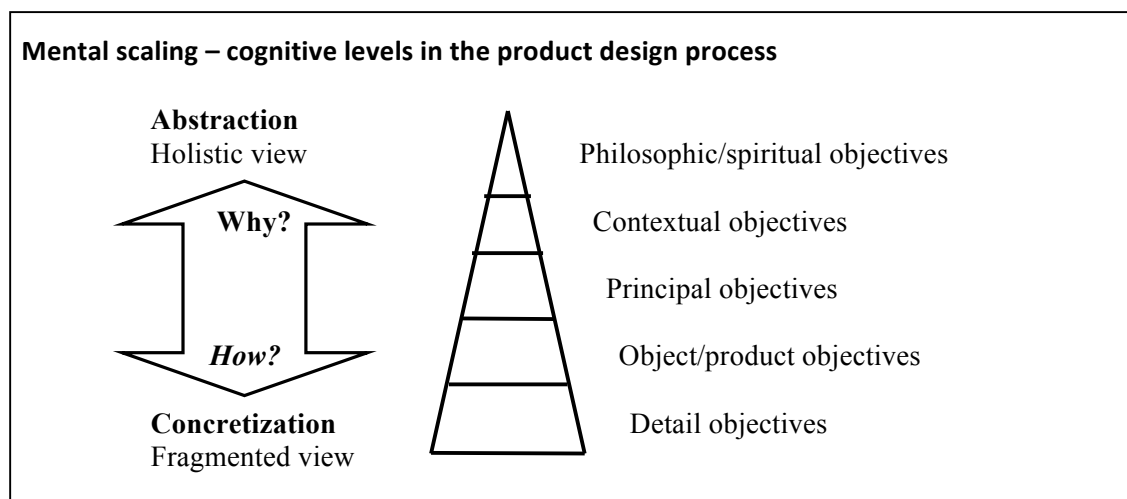 Mental scaling – cognitive levels in the product design process
Abstraction
Holistic view
Why?
How?
Concretization
Fragmented view
Philosophic/spiritual objectives
Contextual objectives
Principal objectives
Object/product objectives
Detail objectives